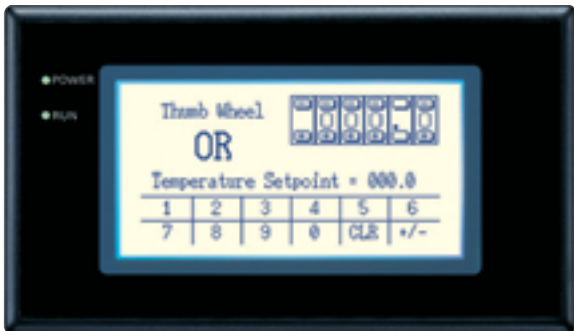 POWER
RUN
Thumb Wheel
OR
Temperature Setpoint = 000.0
1 2 3 4 5 6
7 8 9 0 CLR +/-